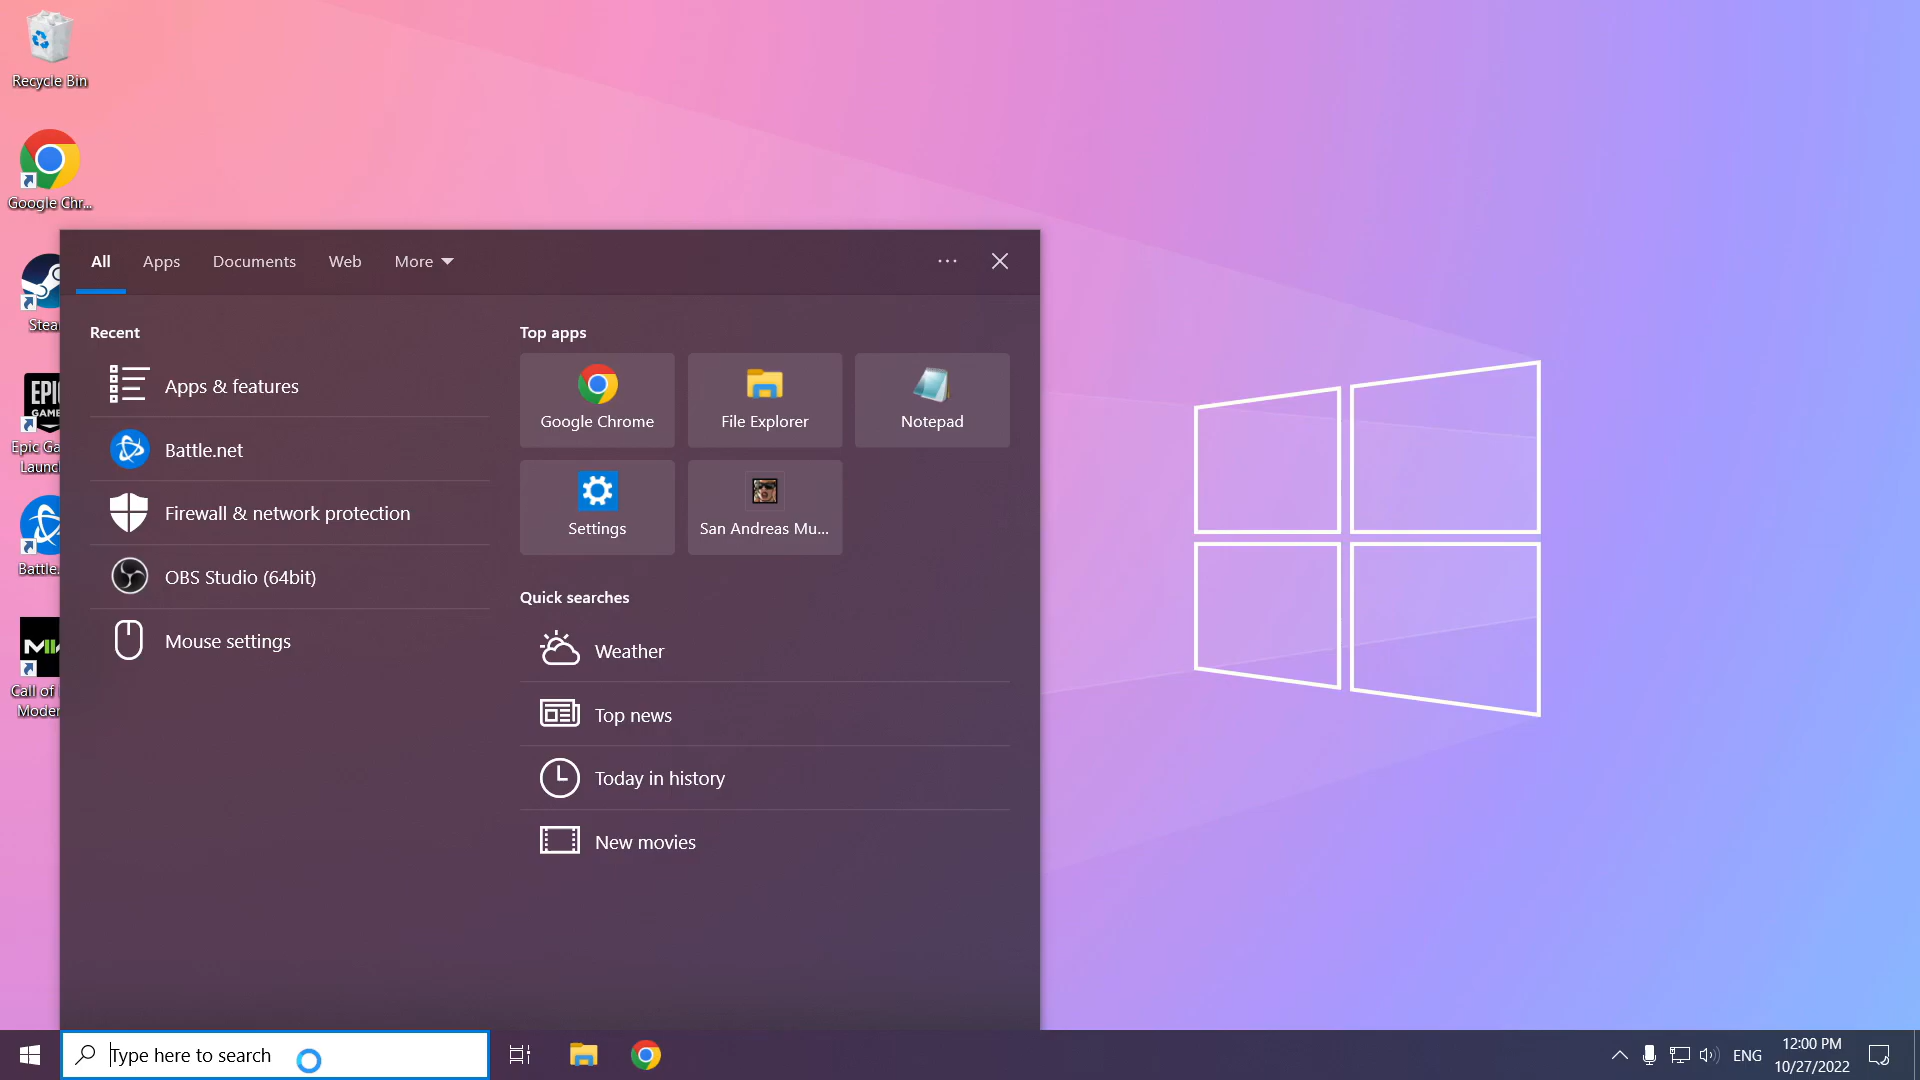 Recycle Bin
Google Chr...
Stea
EPIC
GAME
Epic Ga
Launc
Battle.
MII
Call of
Moder
All
Apps
Documents
Web
More
Recent
Apps & features
Battle.net
Firewall & network protection
OBS Studio (64bit)
Mouse settings
Top apps
Google Chrome
File Explorer
Notepad
Settings
San Andreas Mu...
Quick searches
Weather
Top news
Today in history
New movies
Type here to search
ENG
12:00 PM
10/27/2022